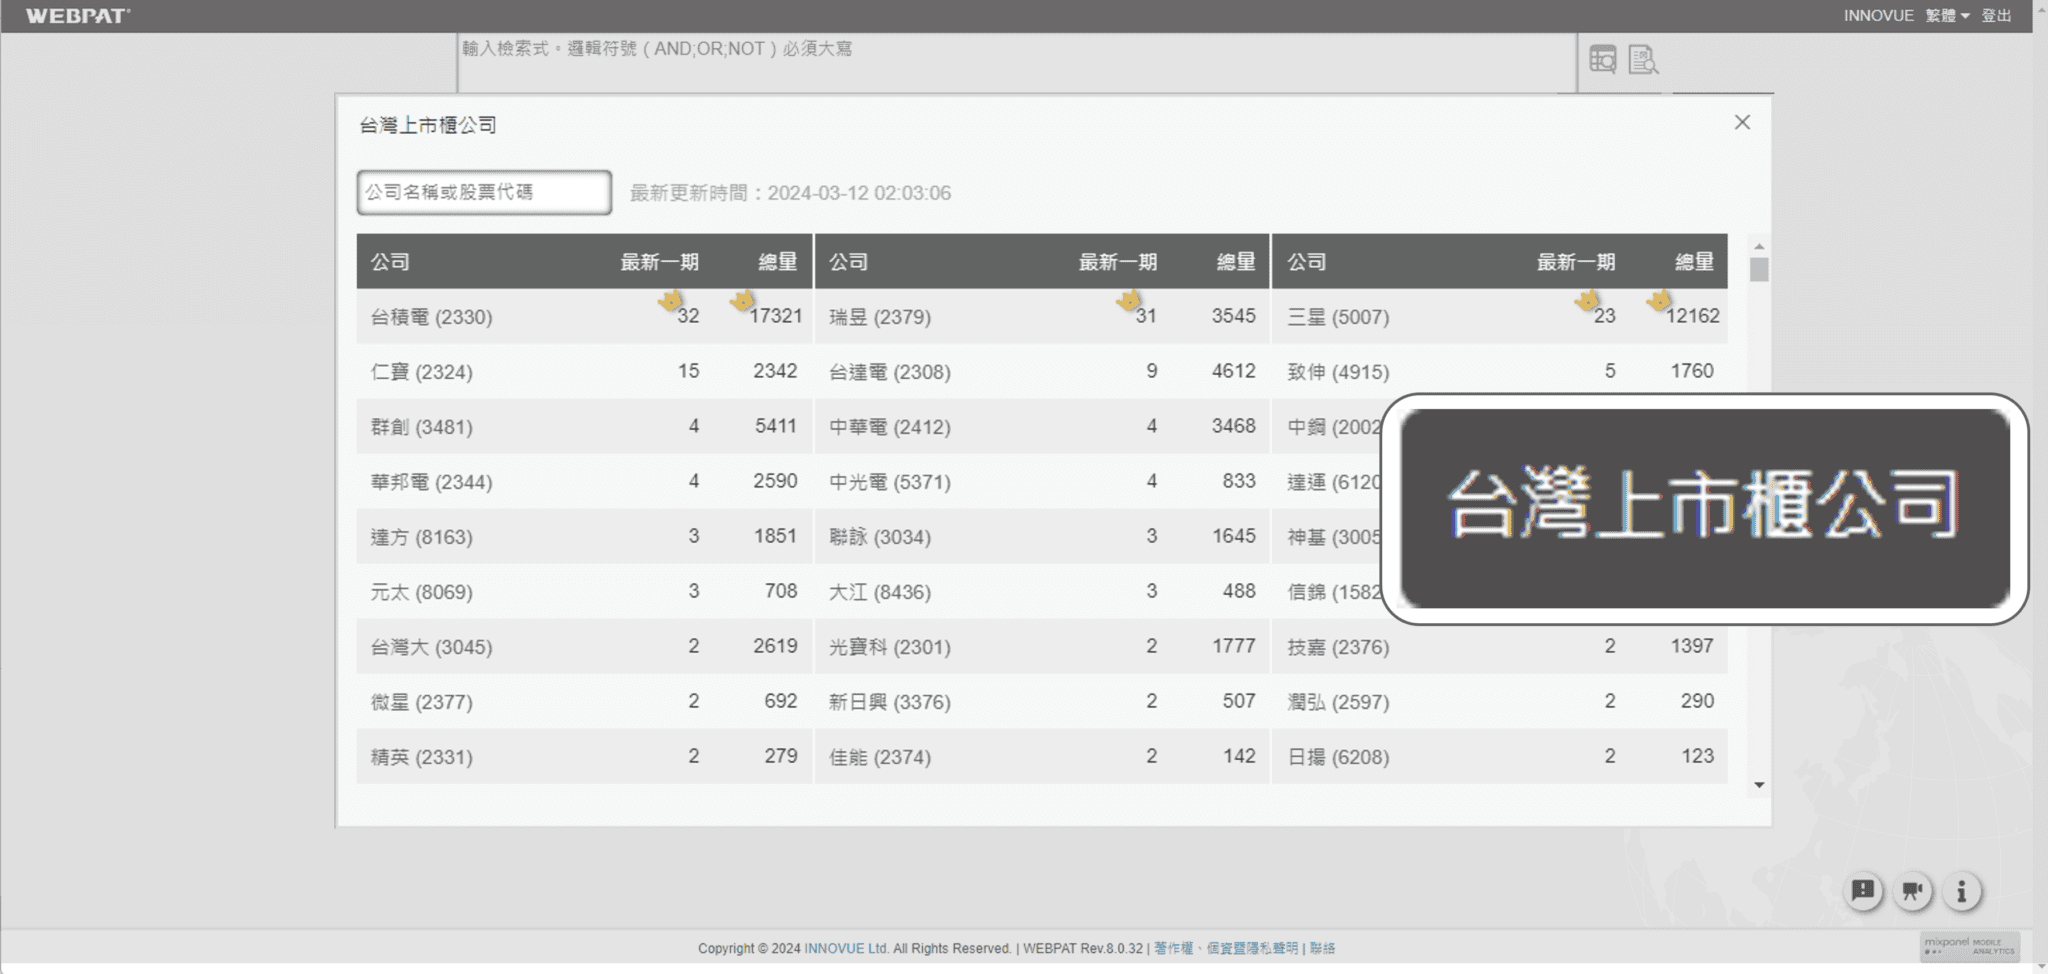 WEBPAT®
INNOVUE 繁體 登出
輸入檢索式。邏輯符號（AND;OR;NOT）必須大寫
台灣上市櫃公司
公司名稱或股票代碼 最新更新時間：2024-03-12 02:03:06
公司 最新一期 總量 公司 最新一期 總量 公司 最新一期 總量
台積電 (2330) 32 17321 瑞昱 (2379) 31 3545 三星 (5007) 23 12162
仁寶 (2324) 15 2342 台達電 (2308) 9 4612 致伸 (4915) 5 1760
群創 (3481) 4 5411 中華電 (2412) 4 3468 中鋼 (2002
華邦電 (2344) 4 2590 中光電 (5371) 4 833 達運 (6120
達方 (8163) 3 1851 聯詠 (3034) 3 1645 神基 (3005
元太 (8069) 3 708 大江 (8436) 3 488 信錦 (1582
台灣上市櫃公司
台灣大 (3045) 2 2619 光寶科 (2301) 2 1777 技嘉 (2376) 2 1397
微星 (2377) 2 692 新日興 (3376) 2 507 潤弘 (2597) 2 290
精英 (2331) 2 279 佳能 (2374) 2 142 日揚 (6208) 2 123
Copyright © 2024 INNOVUE Ltd. All Rights Reserved. | WEBPAT Rev.8.0.32 | 著作權、個資暨隱私聲明 | 聯絡
mixpanel MOBILE
ANALYTICS